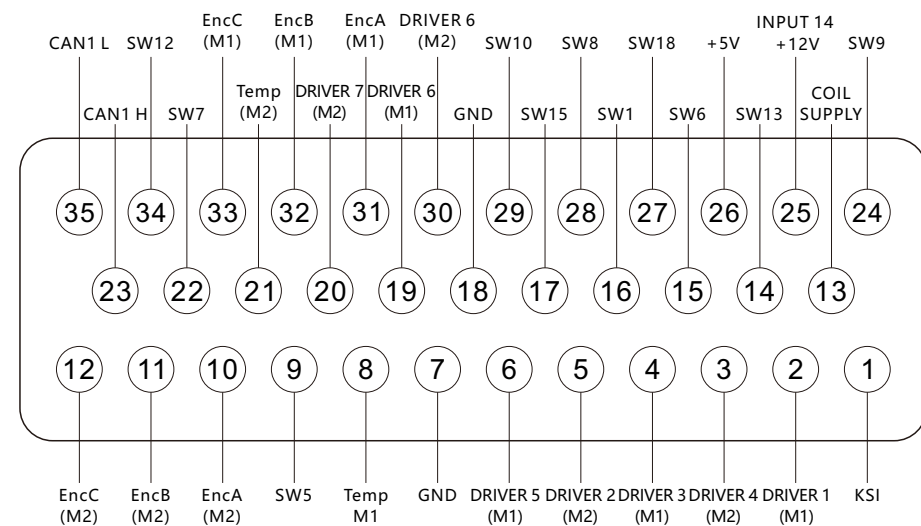 EncC EncB EncA DRIVER 6 INPUT 14
CAN1 L SW12 (M1) (M1) (M1) (M2) SW10 SW8 SW18 +5V +12V SW9
Temp DRIVER 7 DRIVER 6 COIL
CAN1 H SW7 (M2) (M2) (M1) GND SW15 SW1 SW6 SW13 SUPPLY
35 34 33 32 31 30 29 28 27 26 25 24
23 22 21 20 19 18 17 16 15 14 13
12 11 10 9 8 7 6 5 4 3 2 1
EncC EncB EncA SW5 Temp GND DRIVER 5 DRIVER 2 DRIVER 3 DRIVER 4 DRIVER 1 KSI
(M2) (M2) (M2) M1 (M1) (M2) (M1) (M2) (M1)